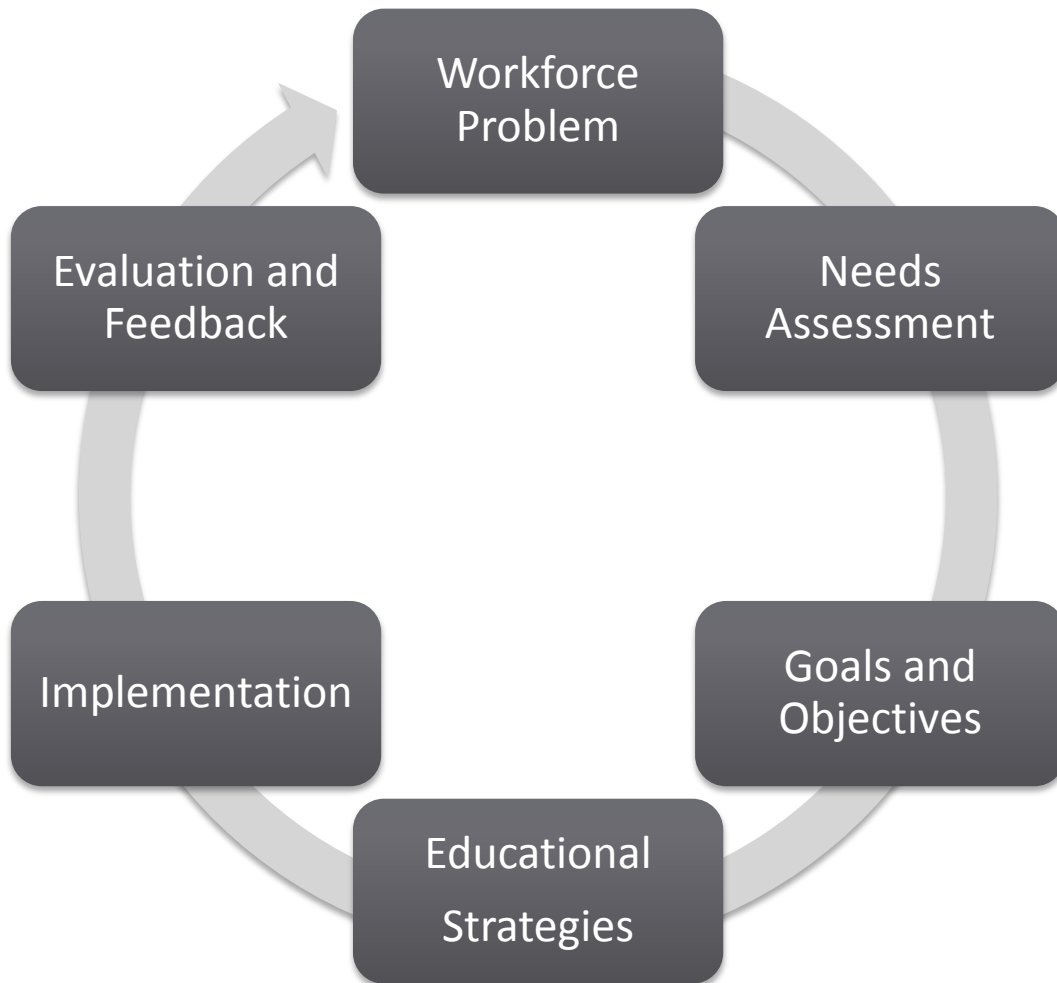 Workforce
Problem
Needs
Assessment
Goals and
Objectives
Educational
Strategies
Implementation
Evaluation and
Feedback